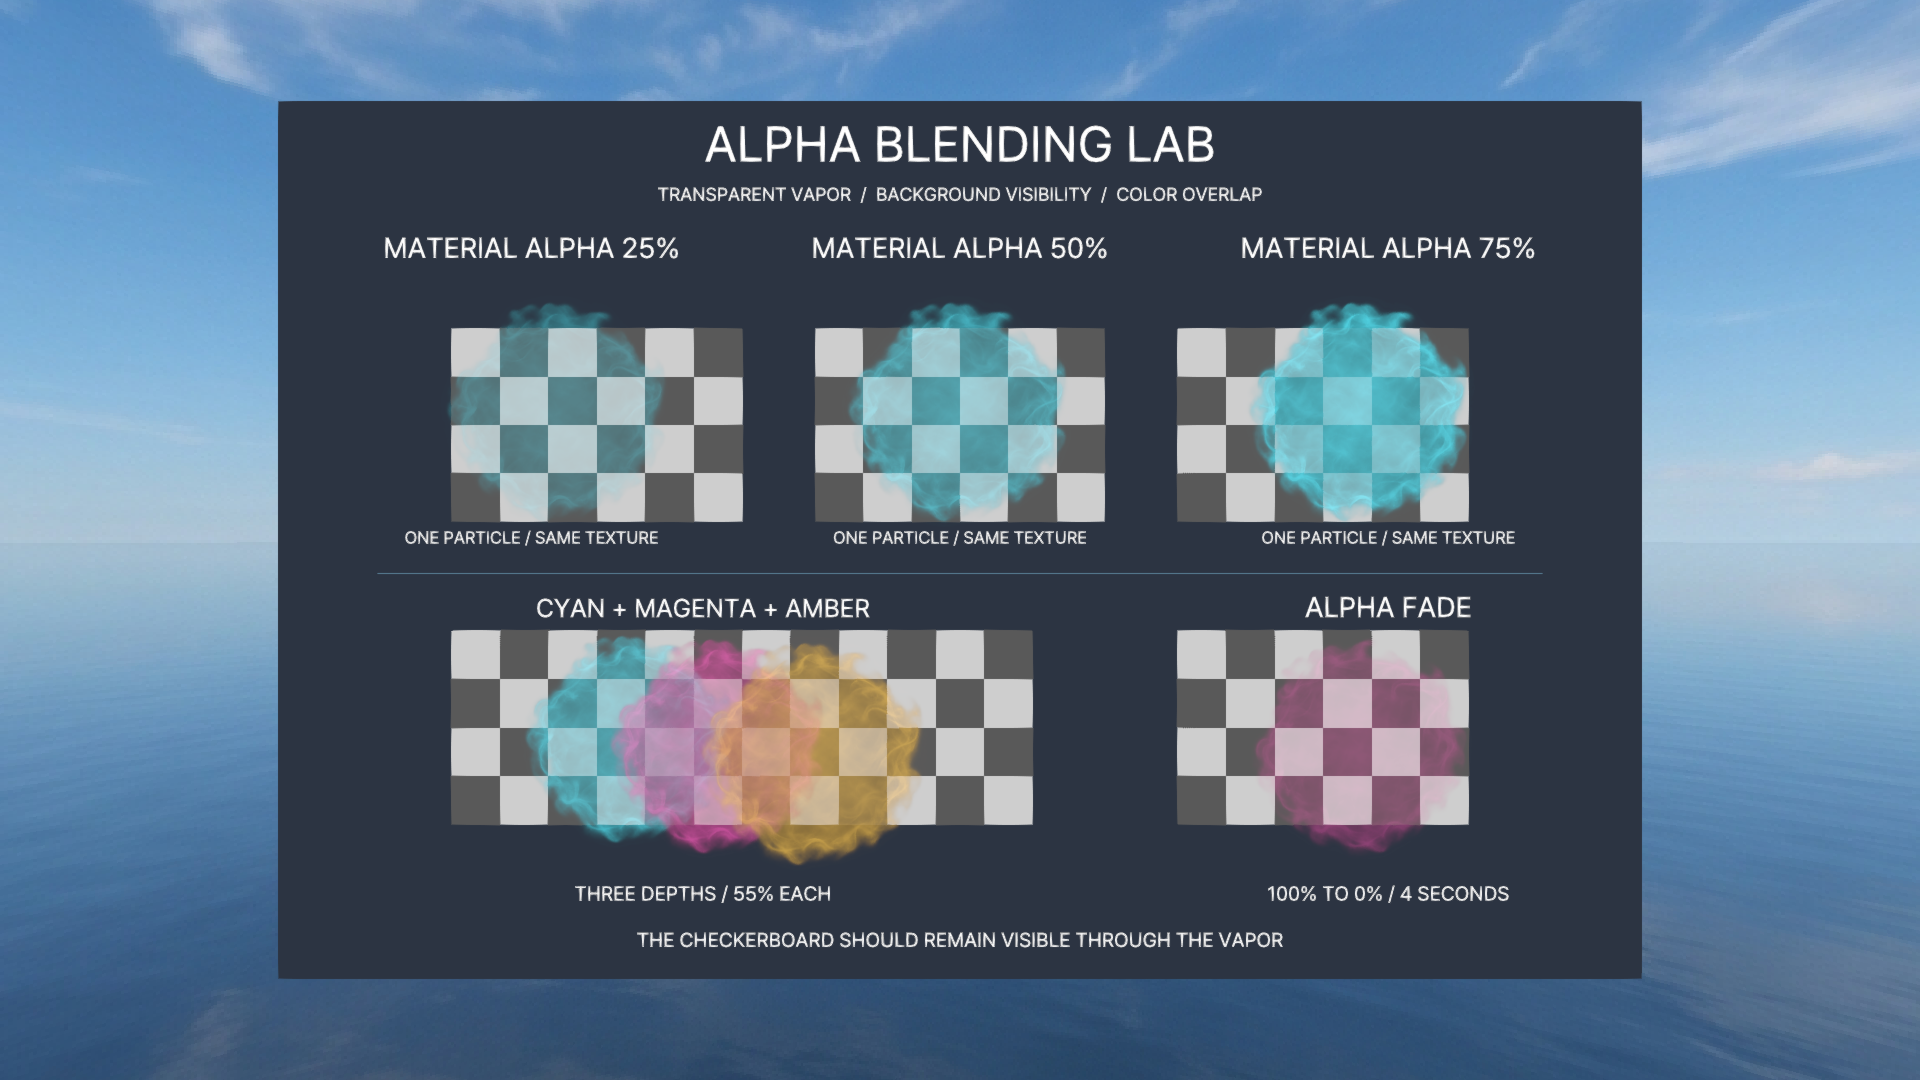 ALPHA BLENDING LAB
TRANSPARENT VAPOR / BACKGROUND VISIBILITY / COLOR OVERLAP
MATERIAL ALPHA 25%
MATERIAL ALPHA 50%
MATERIAL ALPHA 75%
ONE PARTICLE / SAME TEXTURE
ONE PARTICLE / SAME TEXTURE
ONE PARTICLE / SAME TEXTURE
CYAN + MAGENTA + AMBER
ALPHA FADE
THREE DEPTHS / 55% EACH
100% TO 0% / 4 SECONDS
THE CHECKERBOARD SHOULD REMAIN VISIBLE THROUGH THE VAPOR